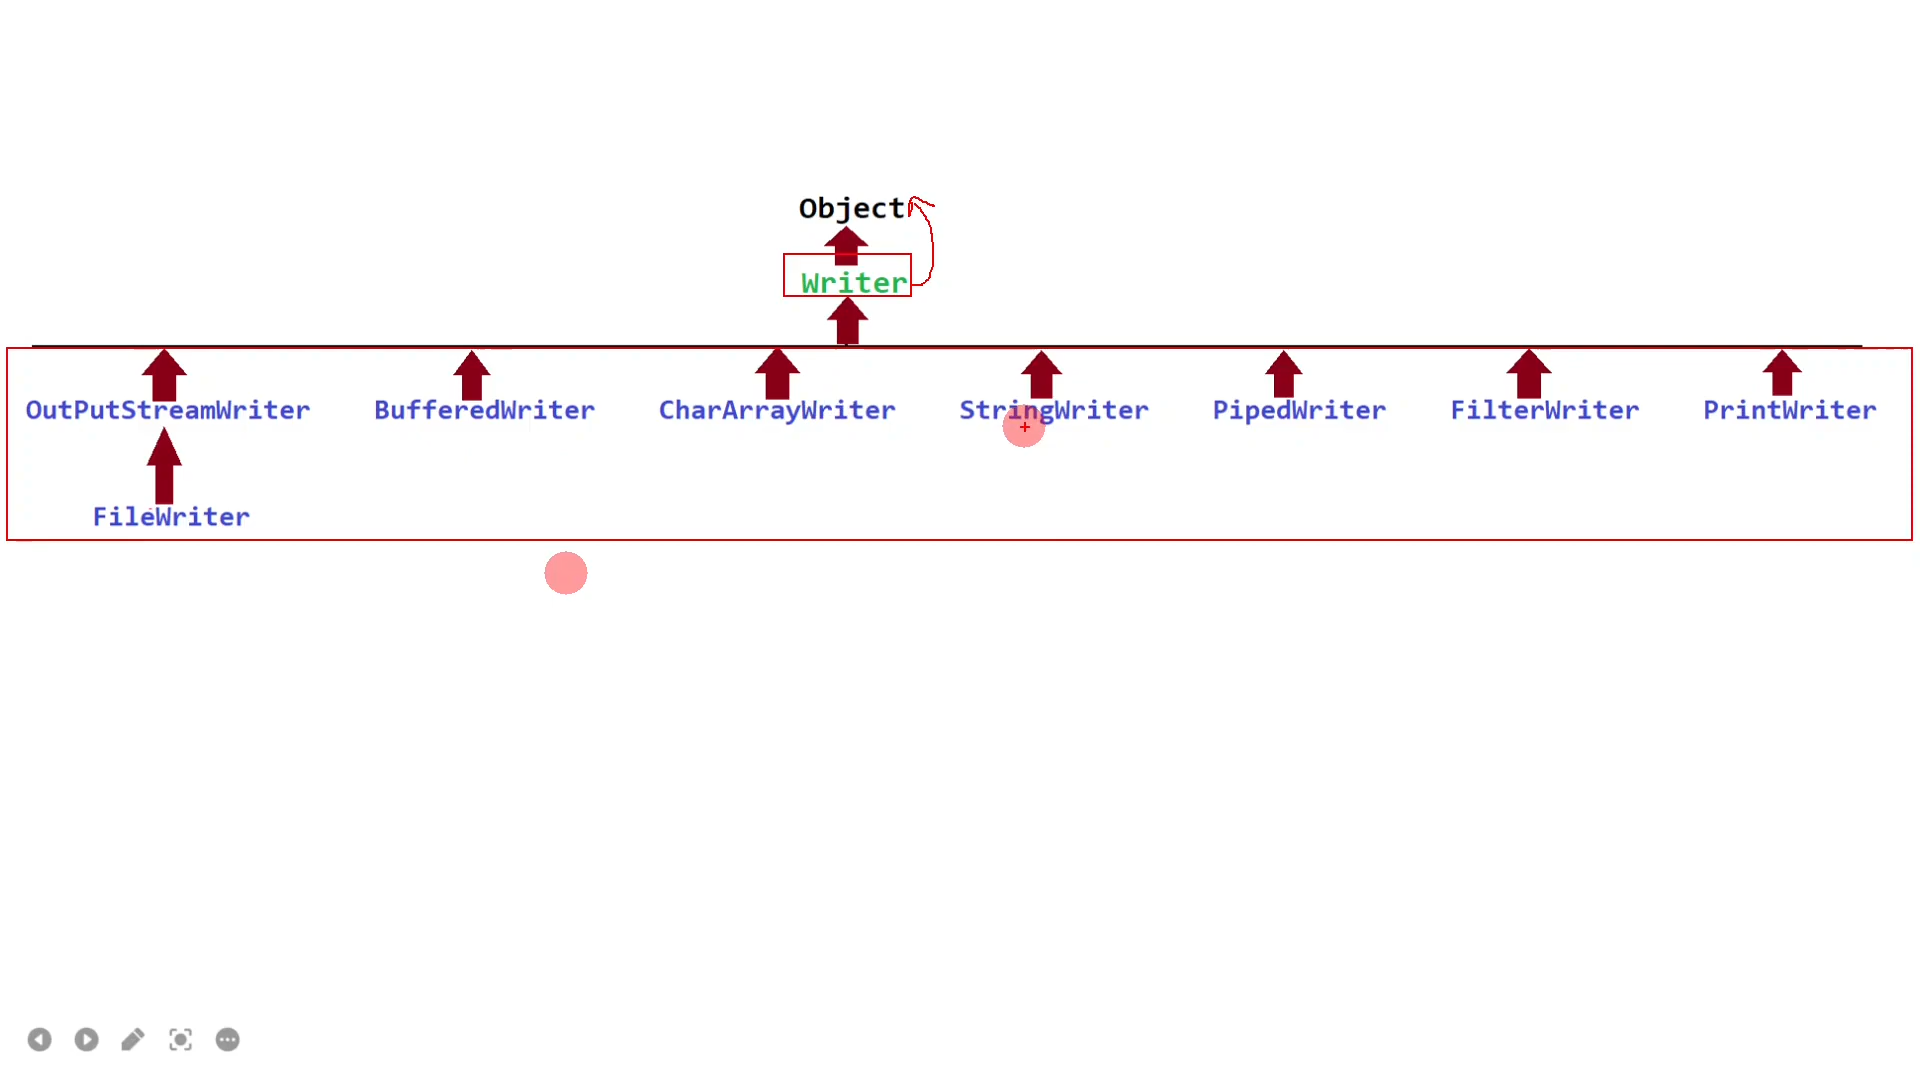 Object
Writer
OutPutStreamWriter BufferedWriter CharArrayWriter StringWriter PipedWriter FilterWriter PrintWriter
FileWriter